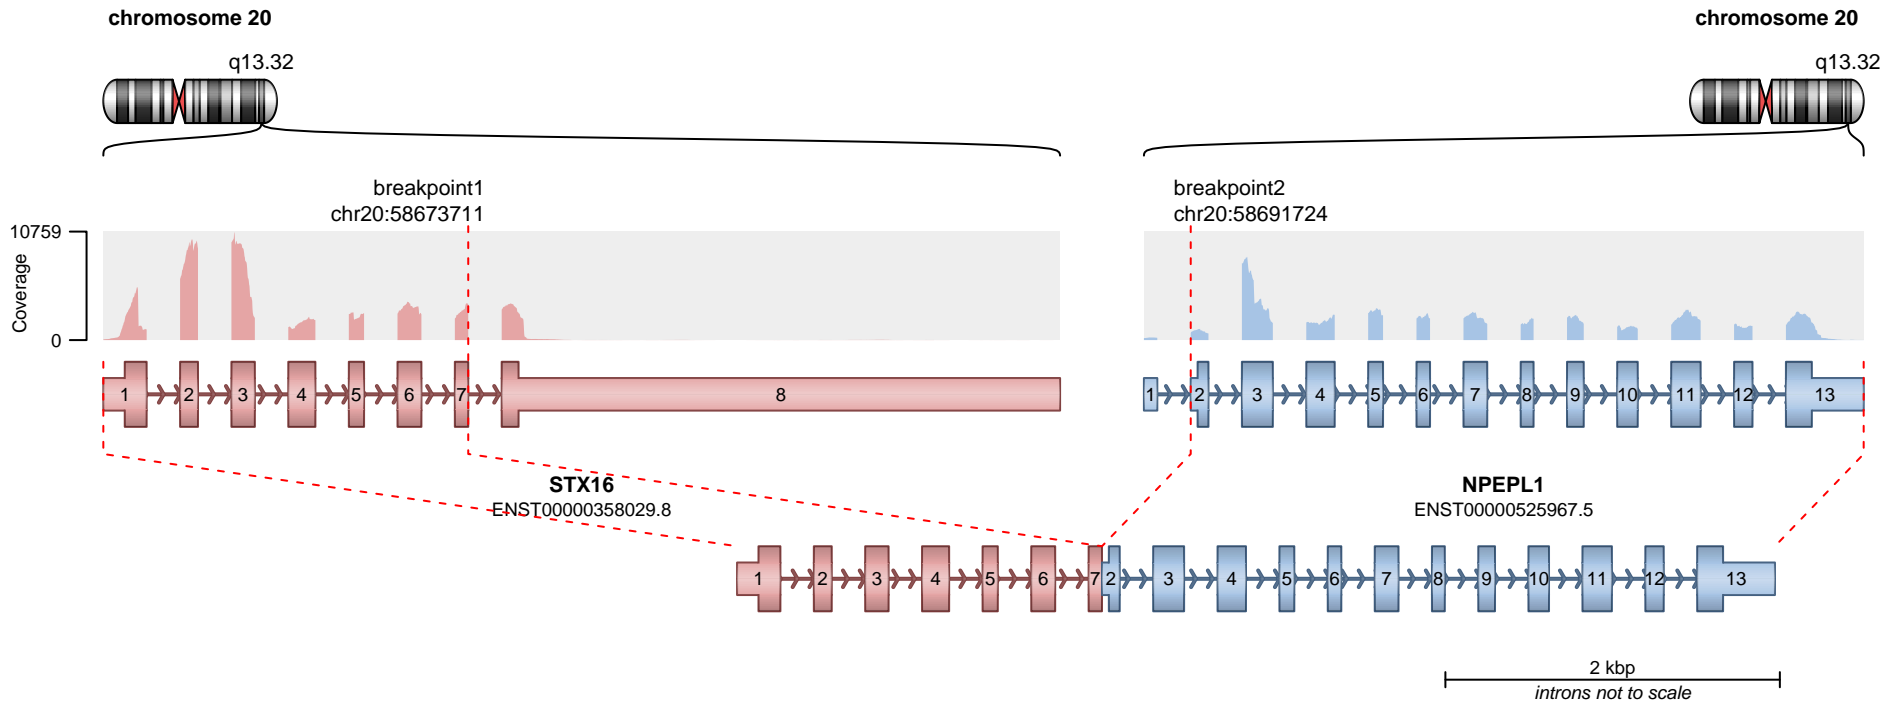 chromosome 20
chromosome 20
q13.32
q13.32
breakpoint1
chr20:58673711
breakpoint2
chr20:58691724
10759
Coverage
0
1 2 3 4 5 6 7 8
1 2 3 4 5 6 7 8 9 10 11 12 13
STX16
ENST00000358029.8
NPEPL1
ENST00000525967.5
1 2 3 4 5 6 7 2 3 4 5 6 7 8 9 10 11 12 13
2 kbp
introns not to scale